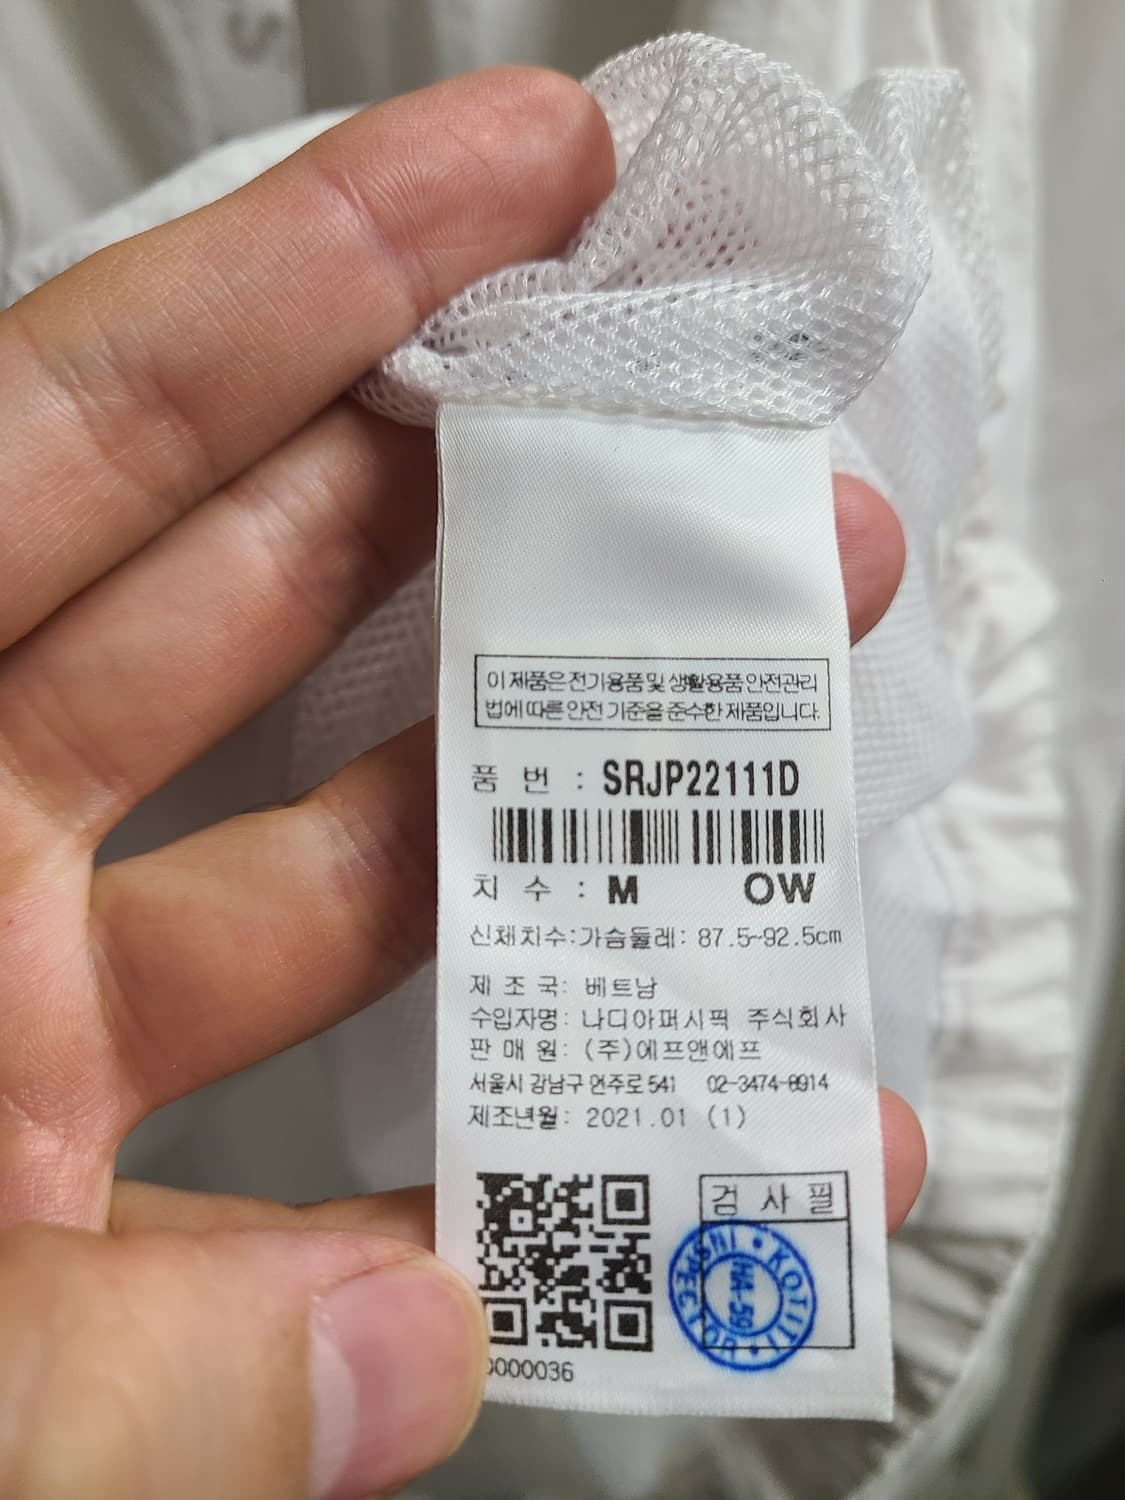 이 제품은 전기용품 및 생활용품 안전관리
법에 따른 안전 기준을 준수한 제품입니다.
품 번 : SRJP22111D
치 수 : M OW
신체치수:가슴둘레: 87.5~92.5cm
제 조 국: 베트남
수입자명: 나디아퍼시픽 주식회사
판 매 원: (주)에프앤에프
서울시 강남구 언주로 541 02-3474-8914
제조년월: 2021.01 (1)
검 사 필
KOTITI
INSPECTOR
HA-59
000036